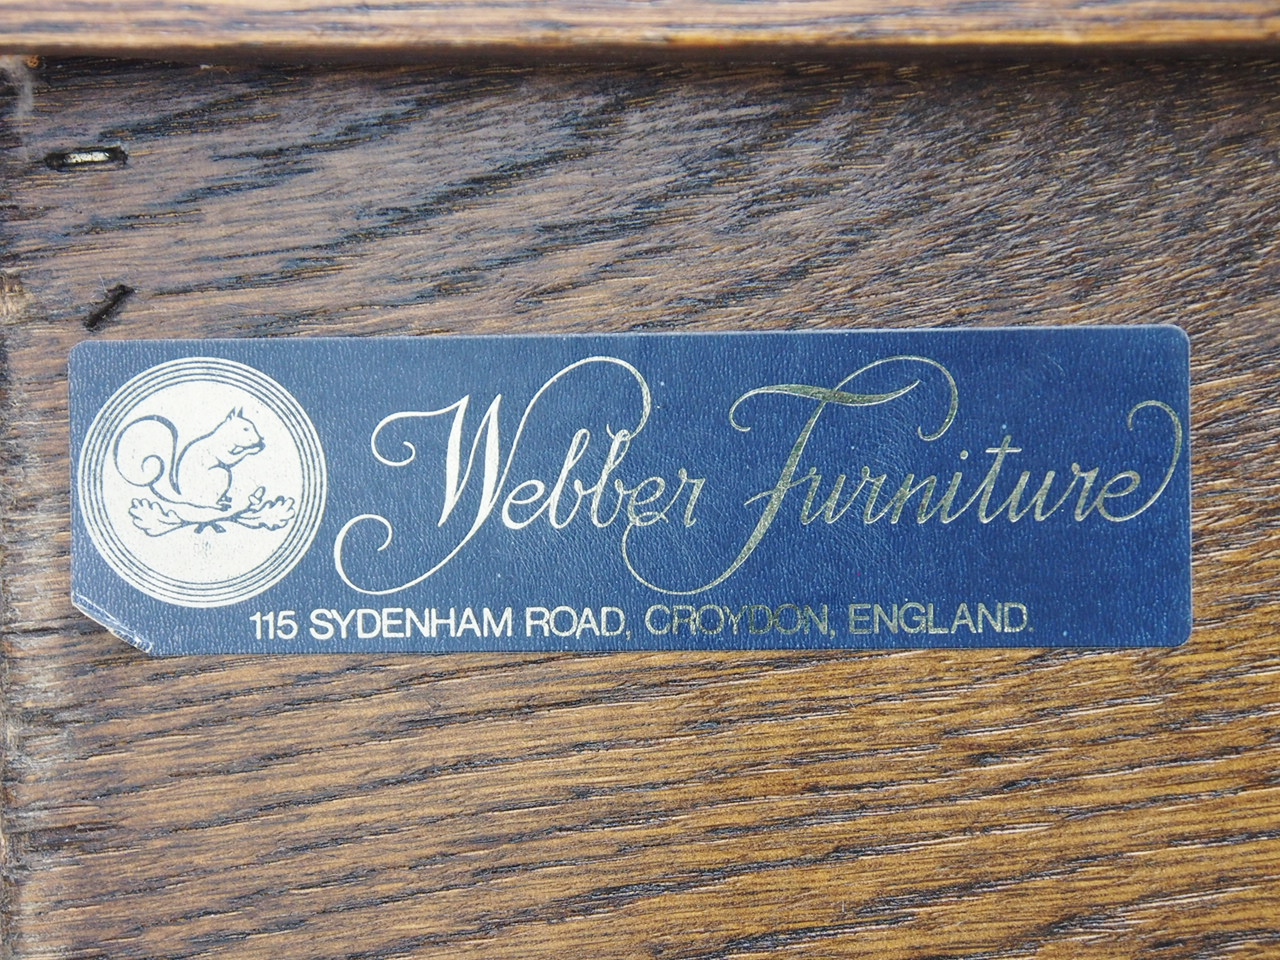 Webber Furniture
115 SYDENHAM ROAD, CROYDON, ENGLAND.